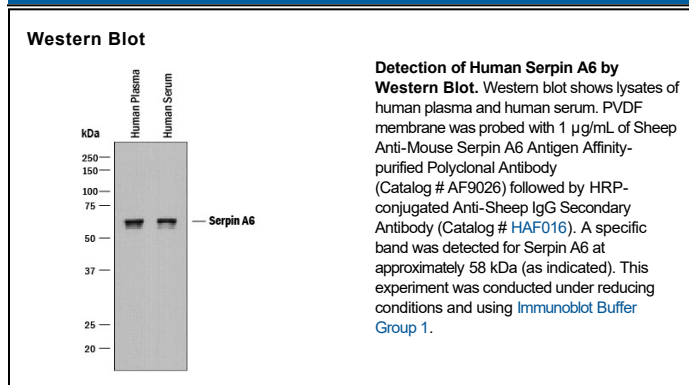 Western Blot
Human Plasma
Human Serum
kDa
250
150
100
75
Serpin A6
50
37
25
20
Detection of Human Serpin A6 by
Western Blot. Western blot shows lysates of
human plasma and human serum. PVDF
membrane was probed with 1 µg/mL of Sheep
Anti-Mouse Serpin A6 Antigen Affinity-
purified Polyclonal Antibody
(Catalog # AF9026) followed by HRP-
conjugated Anti-Sheep IgG Secondary
Antibody (Catalog # HAF016). A specific
band was detected for Serpin A6 at
approximately 58 kDa (as indicated). This
experiment was conducted under reducing
conditions and using Immunoblot Buffer
Group 1.